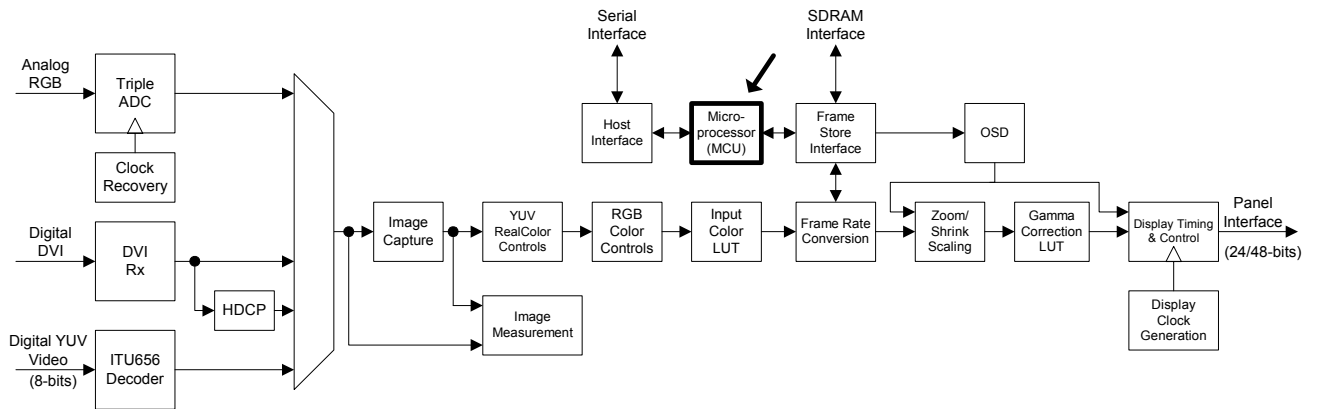 Serial
Interface
SDRAM
Interface
Analog
RGB
Triple
ADC
Clock
Recovery
Host
Interface
Micro-
processor
(MCU)
Frame
Store
Interface
OSD
Digital
DVI
DVI
Rx
HDCP
Image
Capture
YUV
RealColor
Controls
RGB
Color
Controls
Input
Color
LUT
Frame Rate
Conversion
Zoom/
Shrink
Scaling
Gamma
Correction
LUT
Display Timing
& Control
Panel
Interface
(24/48-bits)
Image
Measurement
Display
Clock
Generation
Digital YUV
Video
(8-bits)
ITU656
Decoder